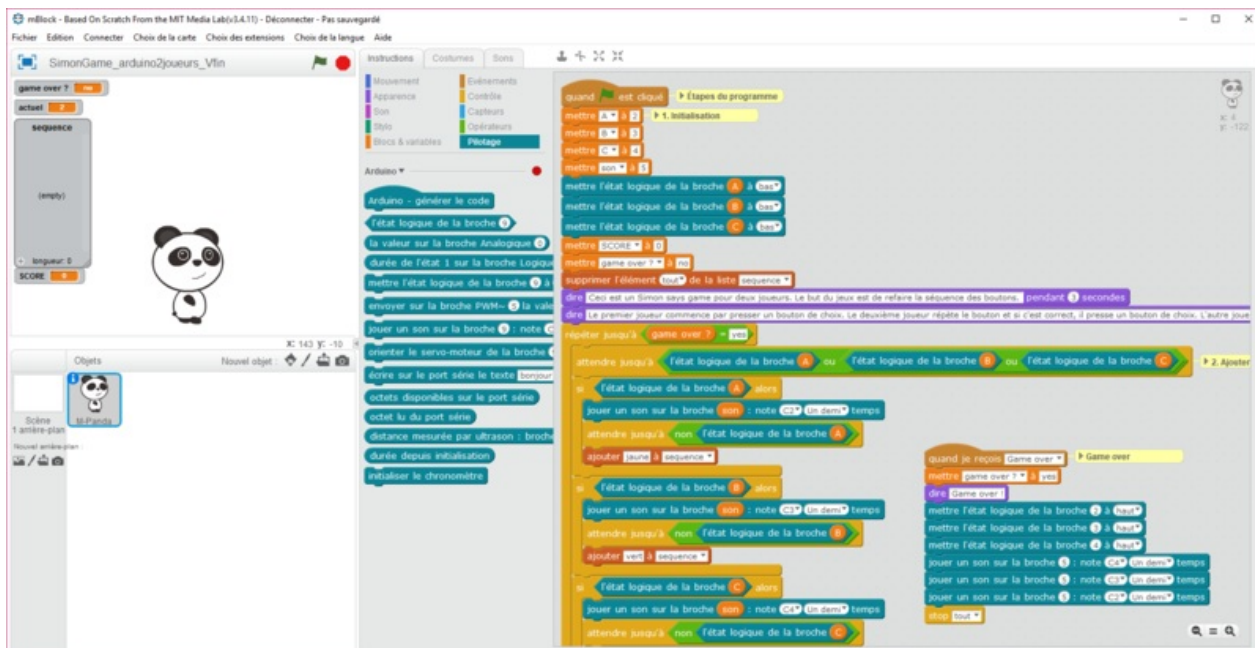 mBlock - Based On Scratch From the MIT Media Lab(v3.4.11) - Déconnecter - Pas sauvegardé
Fichier Edition Connecter Choix de la carte Choix des extensions Choix de la langue Aide
SimonGame_arduino2joueurs_Vfin
game over ? no
actuel 2
sequence
(empty)
+ longueur: 0
SCORE 0
X: 143 y: -10
Objets Nouvel objet :
Scène
1 arrière-plan
Nouvel arrière-plan :
M-Panda
Instructions Costumes Sons
Mouvement Evénements
Apparence Contrôle
Son Capteurs
Stylo Opérateurs
Blocs & variables Pilotage
Arduino
Arduino - générer le code
l'état logique de la broche 9
la valeur sur la broche Analogique 0
durée de l'état 1 sur la broche Logique
mettre l'état logique de la broche 9 à
envoyer sur la broche PWM~ 5 la vale
jouer un son sur la broche 9 : note C
orienter le servo-moteur de la broche
écrire sur le port série le texte bonjour
octets disponibles sur le port série
octet lu du port série
distance mesurée par ultrason : broche
durée depuis initialisation
initialiser le chronomètre
x: 4
y: -122
quand est cliqué Étapes du programme
mettre A à 2 1. Initialisation
mettre B à 3
mettre C à 4
mettre son à 5
mettre l'état logique de la broche A à bas
mettre l'état logique de la broche B à bas
mettre l'état logique de la broche C à bas
mettre SCORE à 0
mettre game over ? à no
supprimer l'élément tout de la liste sequence
dire Ceci est un Simon says game pour deux joueurs. Le but du jeux est de refaire la séquence des boutons. pendant 3 secondes
dire Le premier joueur commence par presser un bouton de choix. Le deuxième joueur répète le bouton et si c'est correct, il presse un bouton de choix. L'autre joue
répéter jusqu'à game over ? = yes
attendre jusqu'à l'état logique de la broche A ou l'état logique de la broche B ou l'état logique de la broche C 2. Ajouter
si l'état logique de la broche A alors
jouer un son sur la broche son : note C2 Un demi temps
attendre jusqu'à non l'état logique de la broche A
ajouter jaune à sequence
si l'état logique de la broche B alors
jouer un son sur la broche son : note C3 Un demi temps
attendre jusqu'à non l'état logique de la broche B
ajouter vert à sequence
si l'état logique de la broche C alors
jouer un son sur la broche son : note C4 Un demi temps
attendre jusqu'à non l'état logique de la broche C
quand je reçois Game over Game over
mettre game over ? à yes
dire Game over !
mettre l'état logique de la broche 2 à haut
mettre l'état logique de la broche 3 à haut
mettre l'état logique de la broche 4 à haut
jouer un son sur la broche 5 : note C4 Un demi temps
jouer un son sur la broche 5 : note C3 Un demi temps
jouer un son sur la broche 5 : note C2 Un demi temps
stop tout